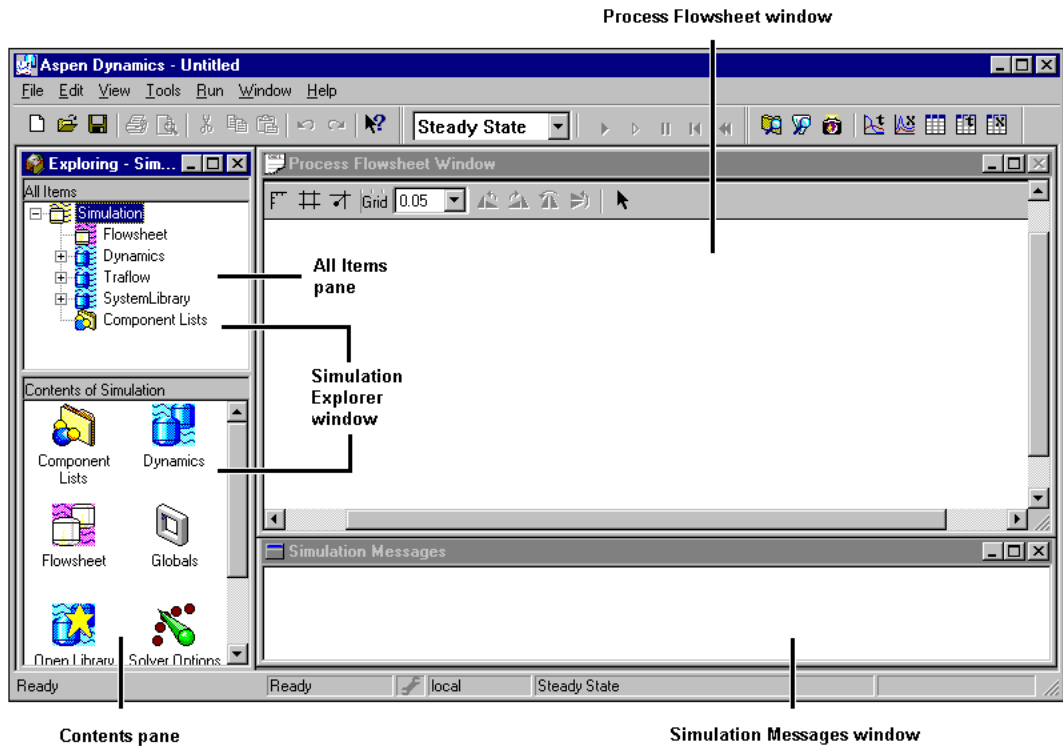 Process Flowsheet window
Aspen Dynamics - Untitled
File Edit View Tools Run Window Help
Steady State
Exploring - Sim...
Process Flowsheet Window
All Items
Grid 0.05
Simulation
Flowsheet
Dynamics
Traflow
SystemLibrary
Component Lists
All Items
pane
Simulation
Explorer
window
Contents of Simulation
Component
Lists
Dynamics
Flowsheet
Globals
Open Library
Solver Options
Simulation Messages
Ready
Ready
local
Steady State
Contents pane
Simulation Messages window